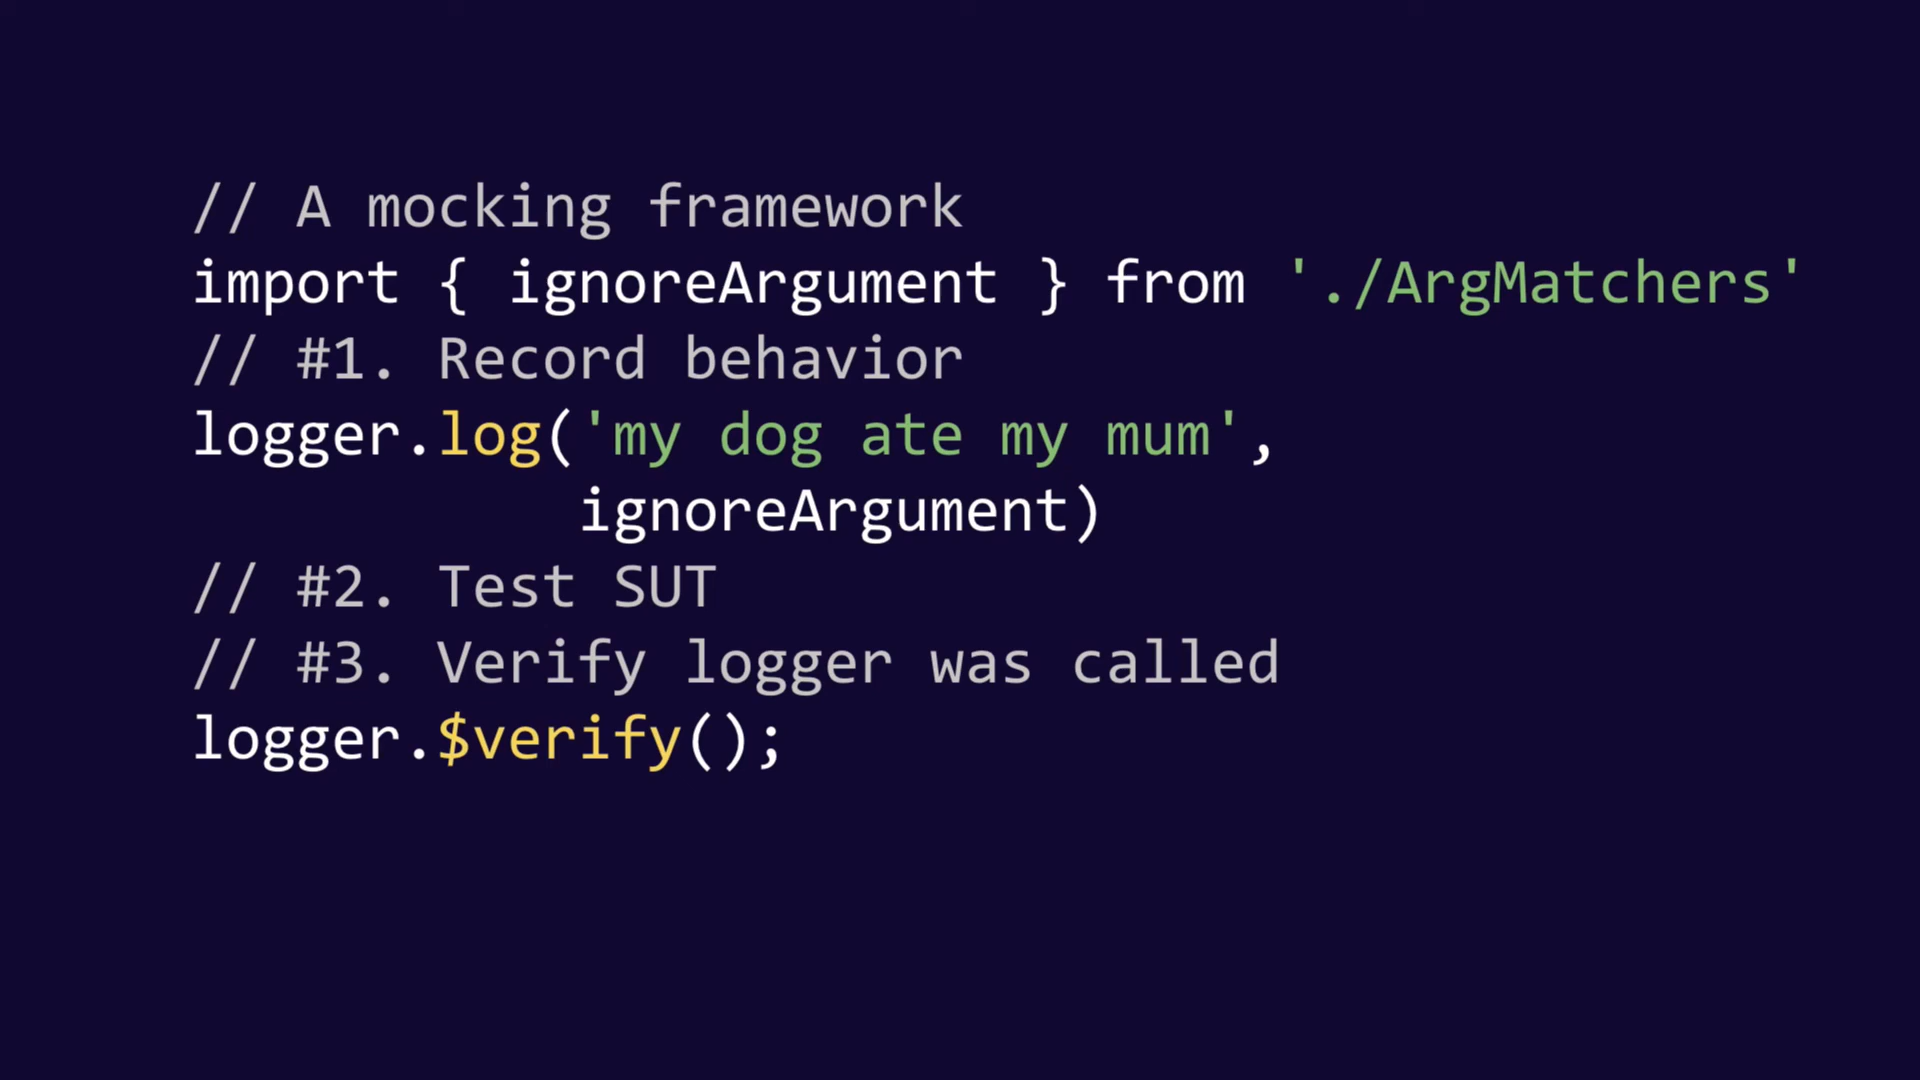 // A mocking framework
import { ignoreArgument } from './ArgMatchers'
// #1. Record behavior
logger.log('my dog ate my mum',
ignoreArgument)
// #2. Test SUT
// #3. Verify logger was called
logger.$verify();